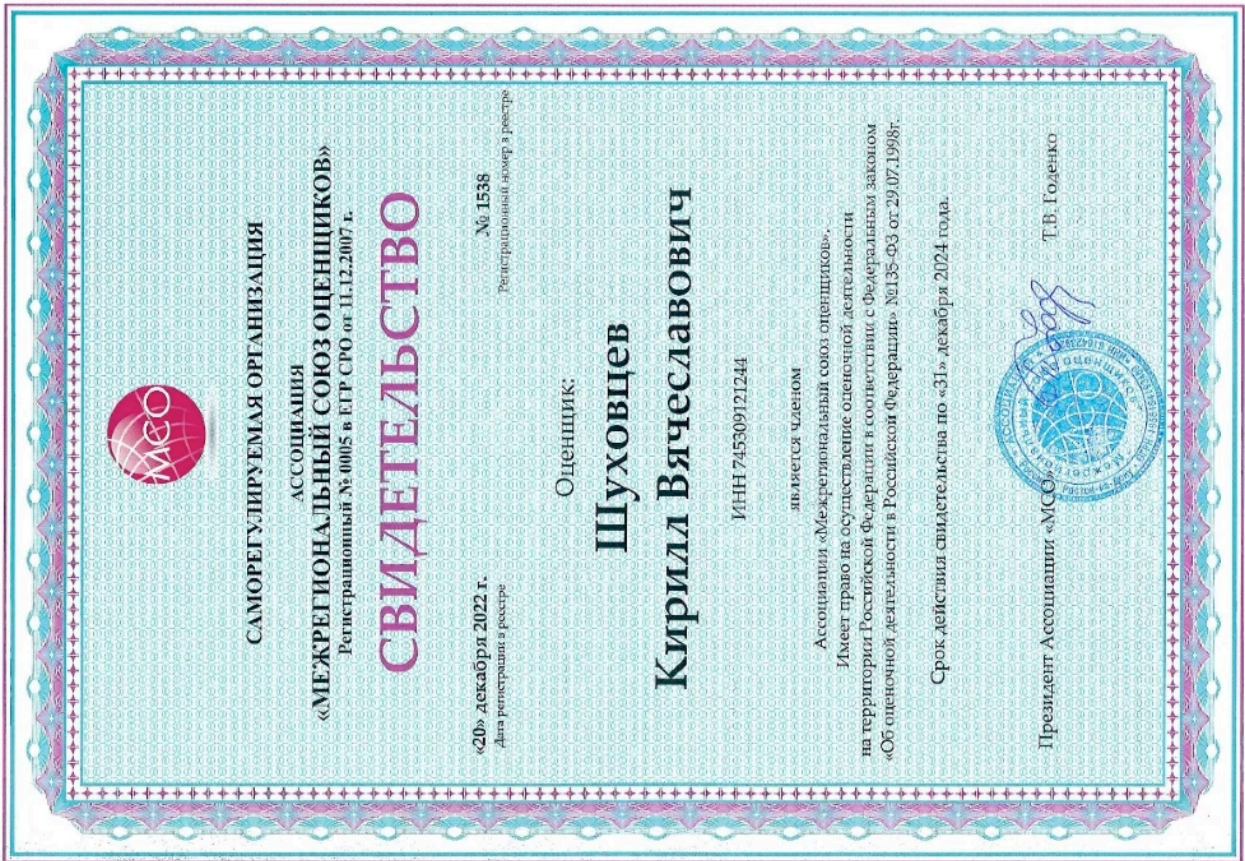 МСО
САМОРЕГУЛИРУЕМАЯ ОРГАНИЗАЦИЯ
АССОЦИАЦИЯ
«МЕЖРЕГИОНАЛЬНЫЙ СОЮЗ ОЦЕНЩИКОВ»
Регистрационный № 0005 в ЕГР СРО от 11.12.2007 г.
СВИДЕТЕЛЬСТВО
«20» декабря 2022 г. № 1538
Дата регистрации в реестре Регистрационный номер в реестре
Оценщик:
Шуховцев
Кирилл Вячеславович
ИНН 745309121244
является членом
Ассоциации «Межрегиональный союз оценщиков».
Имеет право на осуществление оценочной деятельности
на территории Российской Федерации в соответствии с Федеральным законом
«Об оценочной деятельности в Российской Федерации» №135-ФЗ от 29.07.1998г.
Срок действия свидетельства по «31» декабря 2024 года.
Президент Ассоциации «МСО» Т.В. Годенко